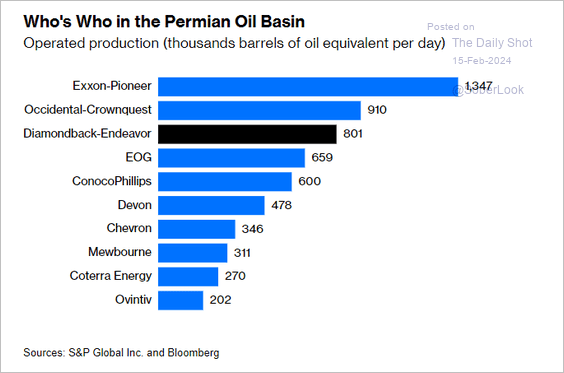 Who's Who in the Permian Oil Basin
Posted on
Operated production (thousands barrels of oil equivalent per day)
The Daily Shot
15-Feb-2024
@SoberLook
Exxon-Pioneer 1,347
Occidental-Crownquest 910
Diamondback-Endeavor 801
EOG 659
ConocoPhillips 600
Devon 478
Chevron 346
Mewbourne 311
Coterra Energy 270
Ovintiv 202
Sources: S&P Global Inc. and Bloomberg